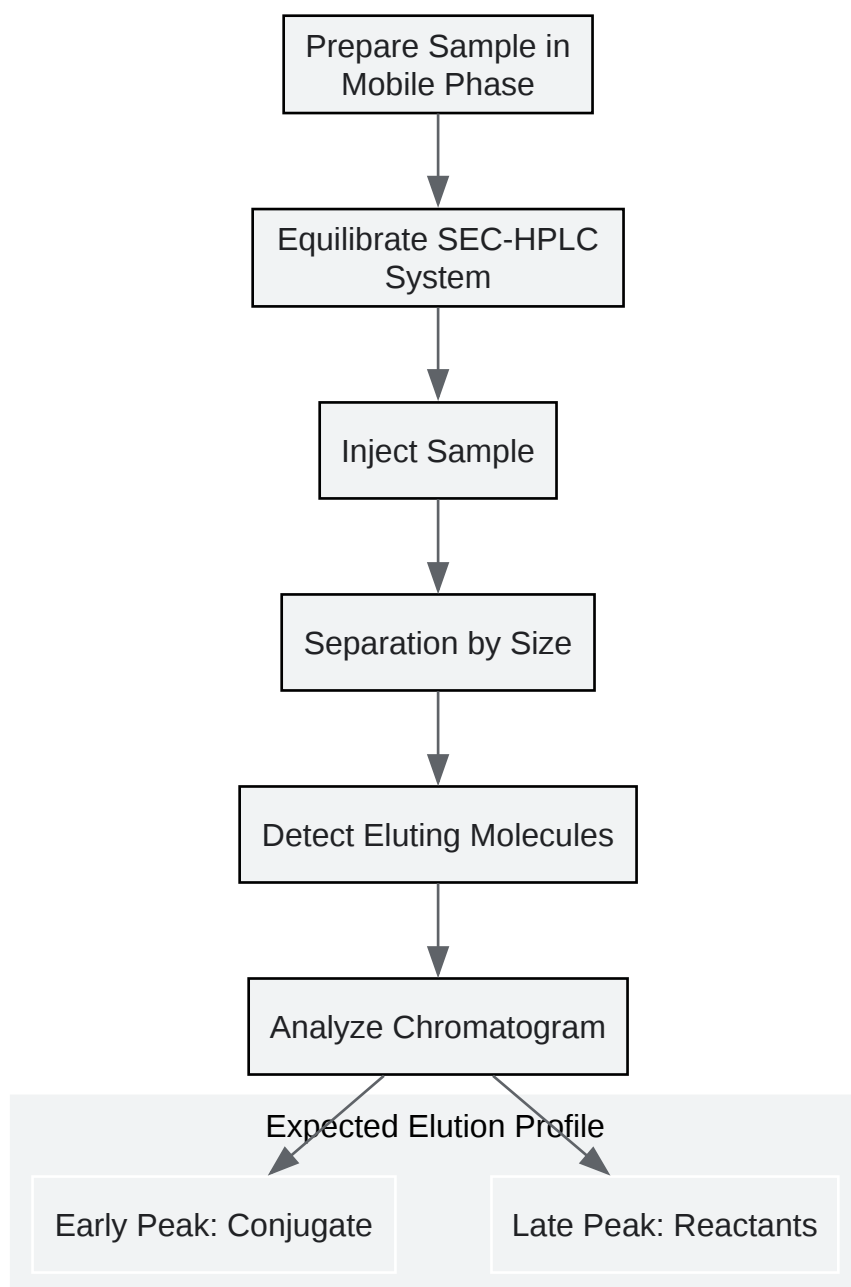 Prepare Sample in
Mobile Phase
Equilibrate SEC-HPLC
System
Inject Sample
Separation by Size
Detect Eluting Molecules
Analyze Chromatogram
Expected Elution Profile
Early Peak: Conjugate
Late Peak: Reactants